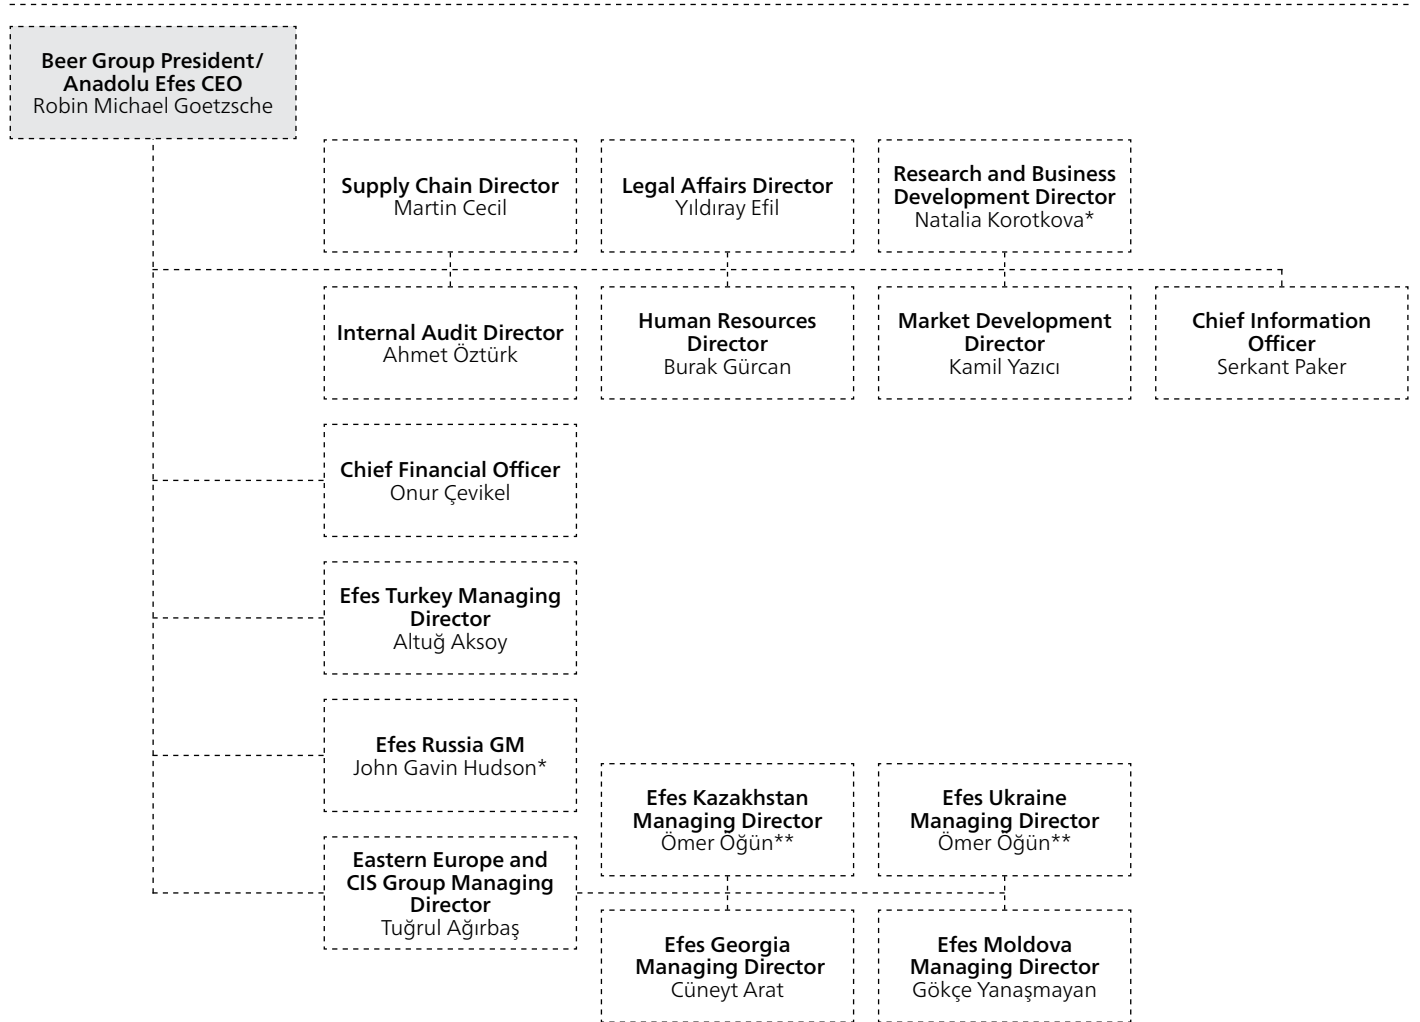 Beer Group President/
Anadolu Efes CEO
Robin Michael Goetzsche
Supply Chain Director
Martin Cecil
Legal Affairs Director
Yıldıray Efil
Research and Business
Development Director
Natalia Korotkova*
Internal Audit Director
Ahmet Öztürk
Human Resources
Director
Burak Gürcan
Market Development
Director
Kamil Yazıcı
Chief Information
Officer
Serkant Paker
Chief Financial Officer
Onur Çevikel
Efes Turkey Managing
Director
Altuğ Aksoy
Efes Russia GM
John Gavin Hudson*
Eastern Europe and
CIS Group Managing
Director
Tuğrul Ağırbaş
Efes Kazakhstan
Managing Director
Ömer Öğün**
Efes Ukraine
Managing Director
Ömer Öğün**
Efes Georgia
Managing Director
Cüneyt Arat
Efes Moldova
Managing Director
Gökçe Yanaşmayan